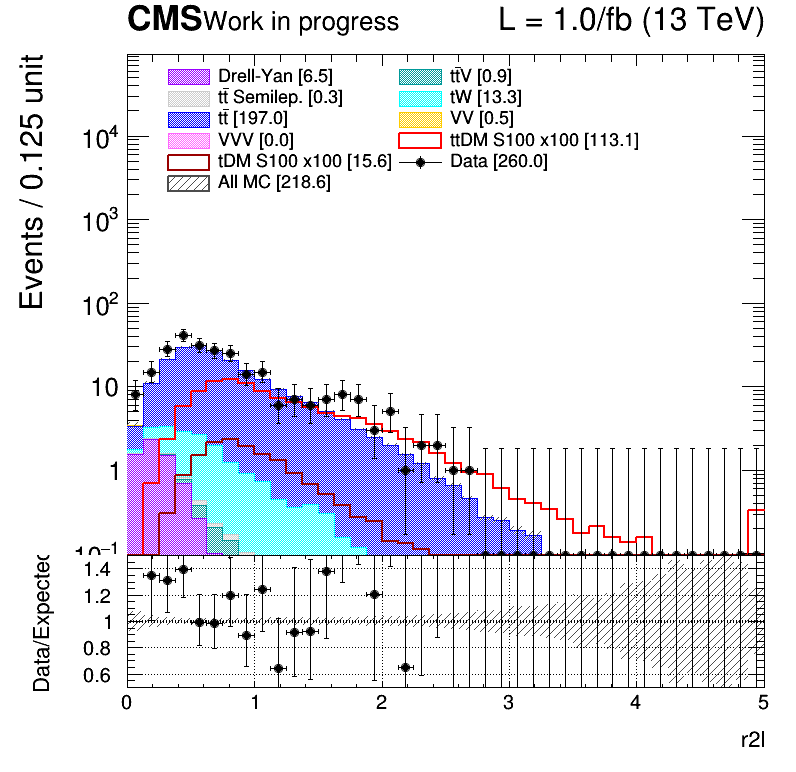 CMS Work in progress L = 1.0/fb (13 TeV)
Drell-Yan [6.5] tt̄V [0.9]
tt̄ Semilep. [0.3] tW [13.3]
tt̄ [197.0] VV [0.5]
VVV [0.0] ttDM S100 x100 [113.1]
tDM S100 x100 [15.6] Data [260.0]
All MC [218.6]
Events / 0.125 unit
10⁴
10³
10²
10
1
10⁻¹
Data/Expected
1.4
1.2
1
0.8
0.6
0 1 2 3 4 5
r2l